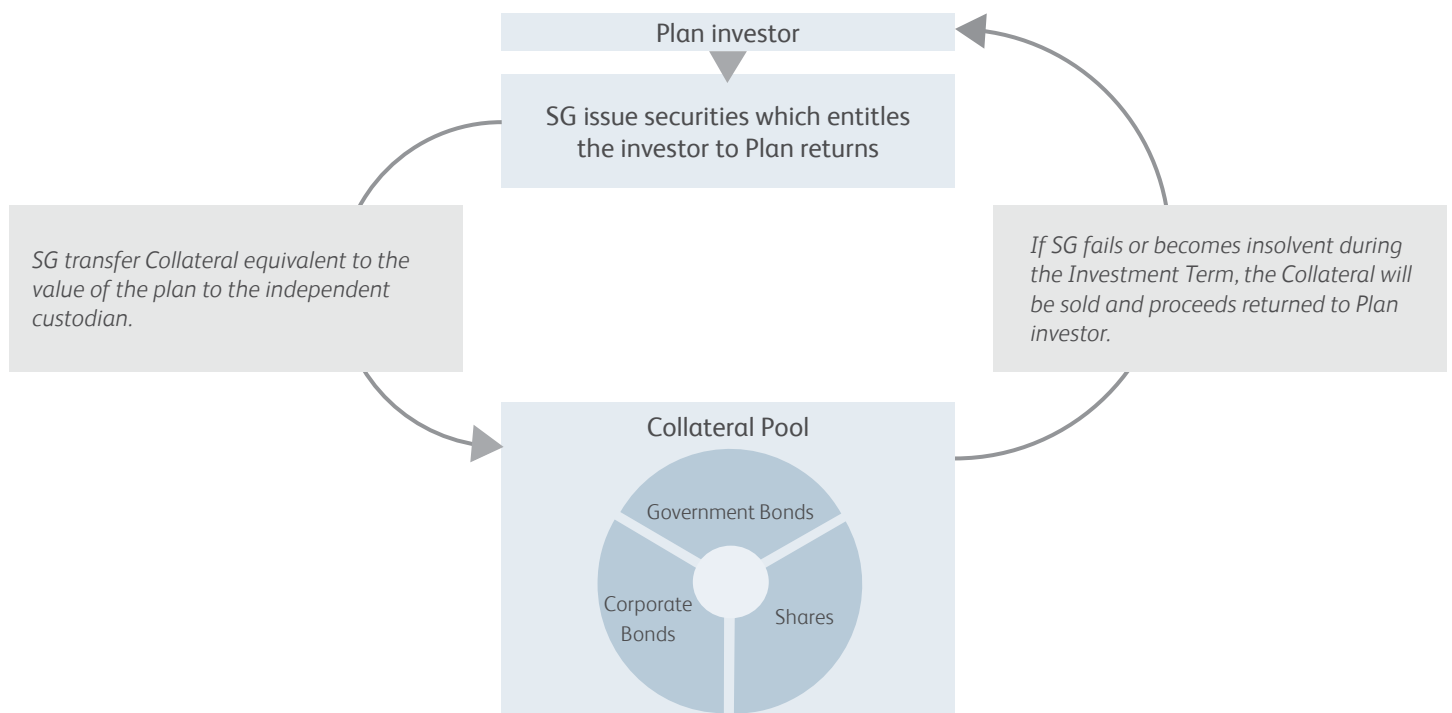 Plan investor
SG issue securities which entitles
the investor to Plan returns
SG transfer Collateral equivalent to the
value of the plan to the independent
custodian.
If SG fails or becomes insolvent during
the Investment Term, the Collateral will
be sold and proceeds returned to Plan
investor.
Collateral Pool
Government Bonds
Corporate
Bonds
Shares